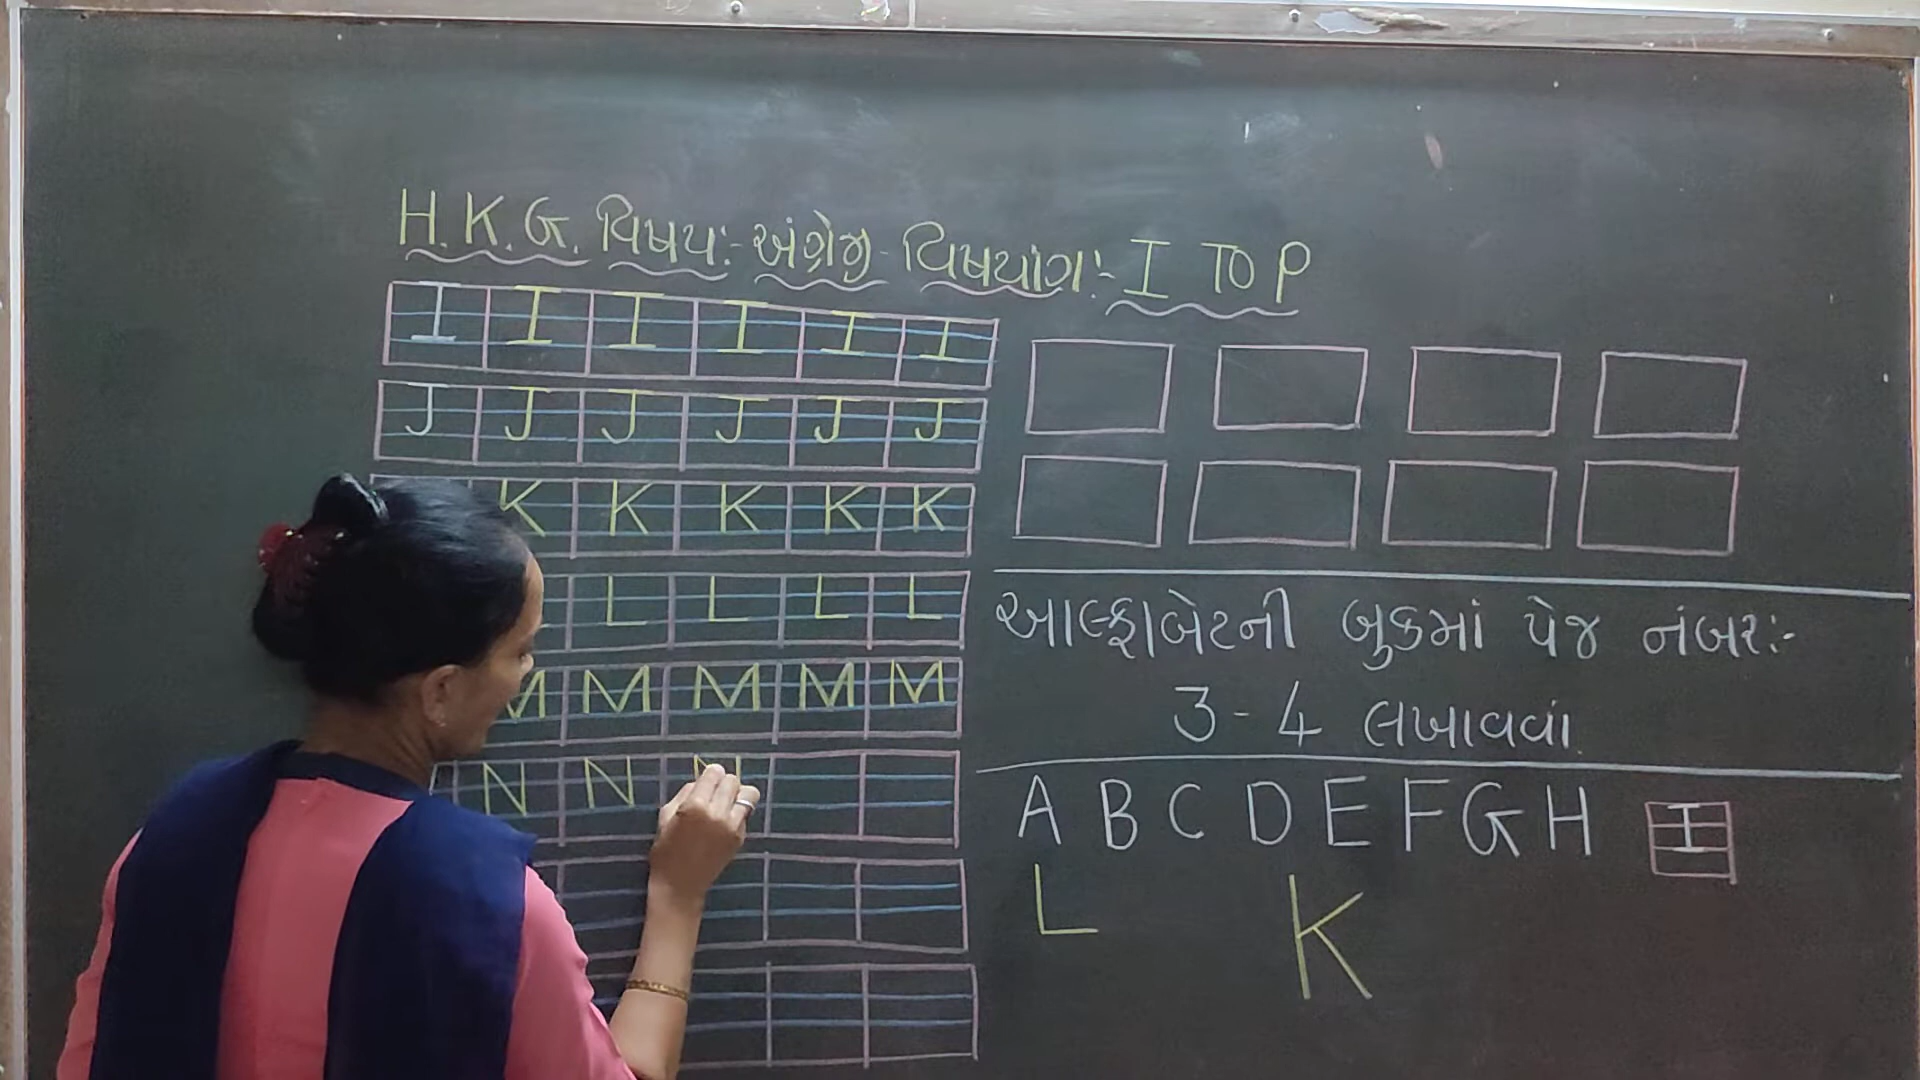 H.K.G. વિષય:- અંગ્રેજી - વિષયાંગ:- I TO P
I I I I I I
J J J J J J
K K K K K
L L L L
M M M M M
N N N
આલ્ફાબેટની બુકમાં પેજ નંબર:-
3-4 લખાવવાં.
A B C D E F G H I
L K